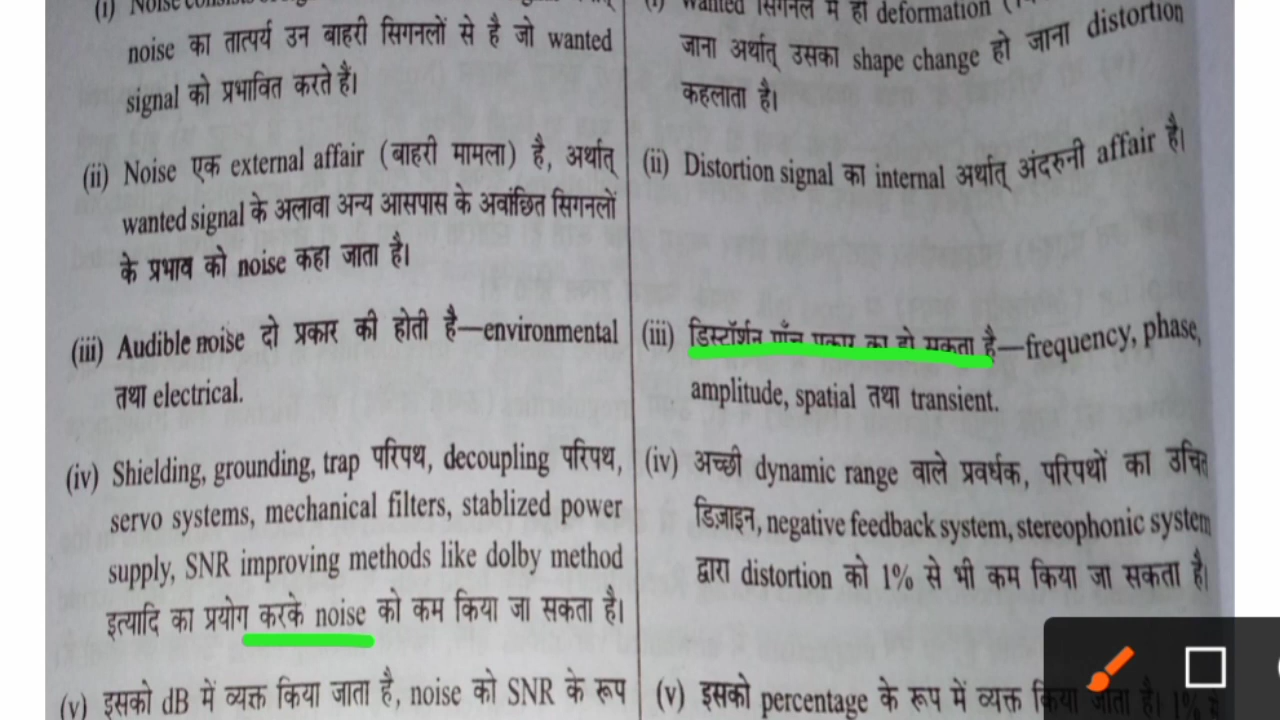 (i) Noise
noise का तात्पर्य उन बाहरी सिगनलों से है जो wanted
signal को प्रभावित करते हैं।
(ii) Noise एक external affair (बाहरी मामला) है, अर्थात्
wanted signal के अलावा अन्य आसपास के अवांछित सिगनलों
के प्रभाव को noise कहा जाता है।
(iii) Audible noise दो प्रकार की होती है—environmental
तथा electrical.
(iv) Shielding, grounding, trap परिपथ, decoupling परिपथ,
servo systems, mechanical filters, stablized power
supply, SNR improving methods like dolby method
इत्यादि का प्रयोग करके noise को कम किया जा सकता है।
(v) इसको dB में व्यक्त किया जाता है, noise को SNR के रूप
(i) wanted सिगनल में ही deformation
जाना अर्थात् उसका shape change हो जाना distortion
कहलाता है।
(ii) Distortion signal का internal अर्थात् अंदरुनी affair है।
(iii) डिस्टॉर्शन पाँच प्रकार का हो सकता है—frequency, phase,
amplitude, spatial तथा transient.
(iv) अच्छी dynamic range वाले प्रवर्धक, परिपथों का उचित
डिज़ाइन, negative feedback system, stereophonic system
द्वारा distortion को 1% से भी कम किया जा सकता है।
(v) इसको percentage के रूप में व्यक्त किया जाता है। 1%